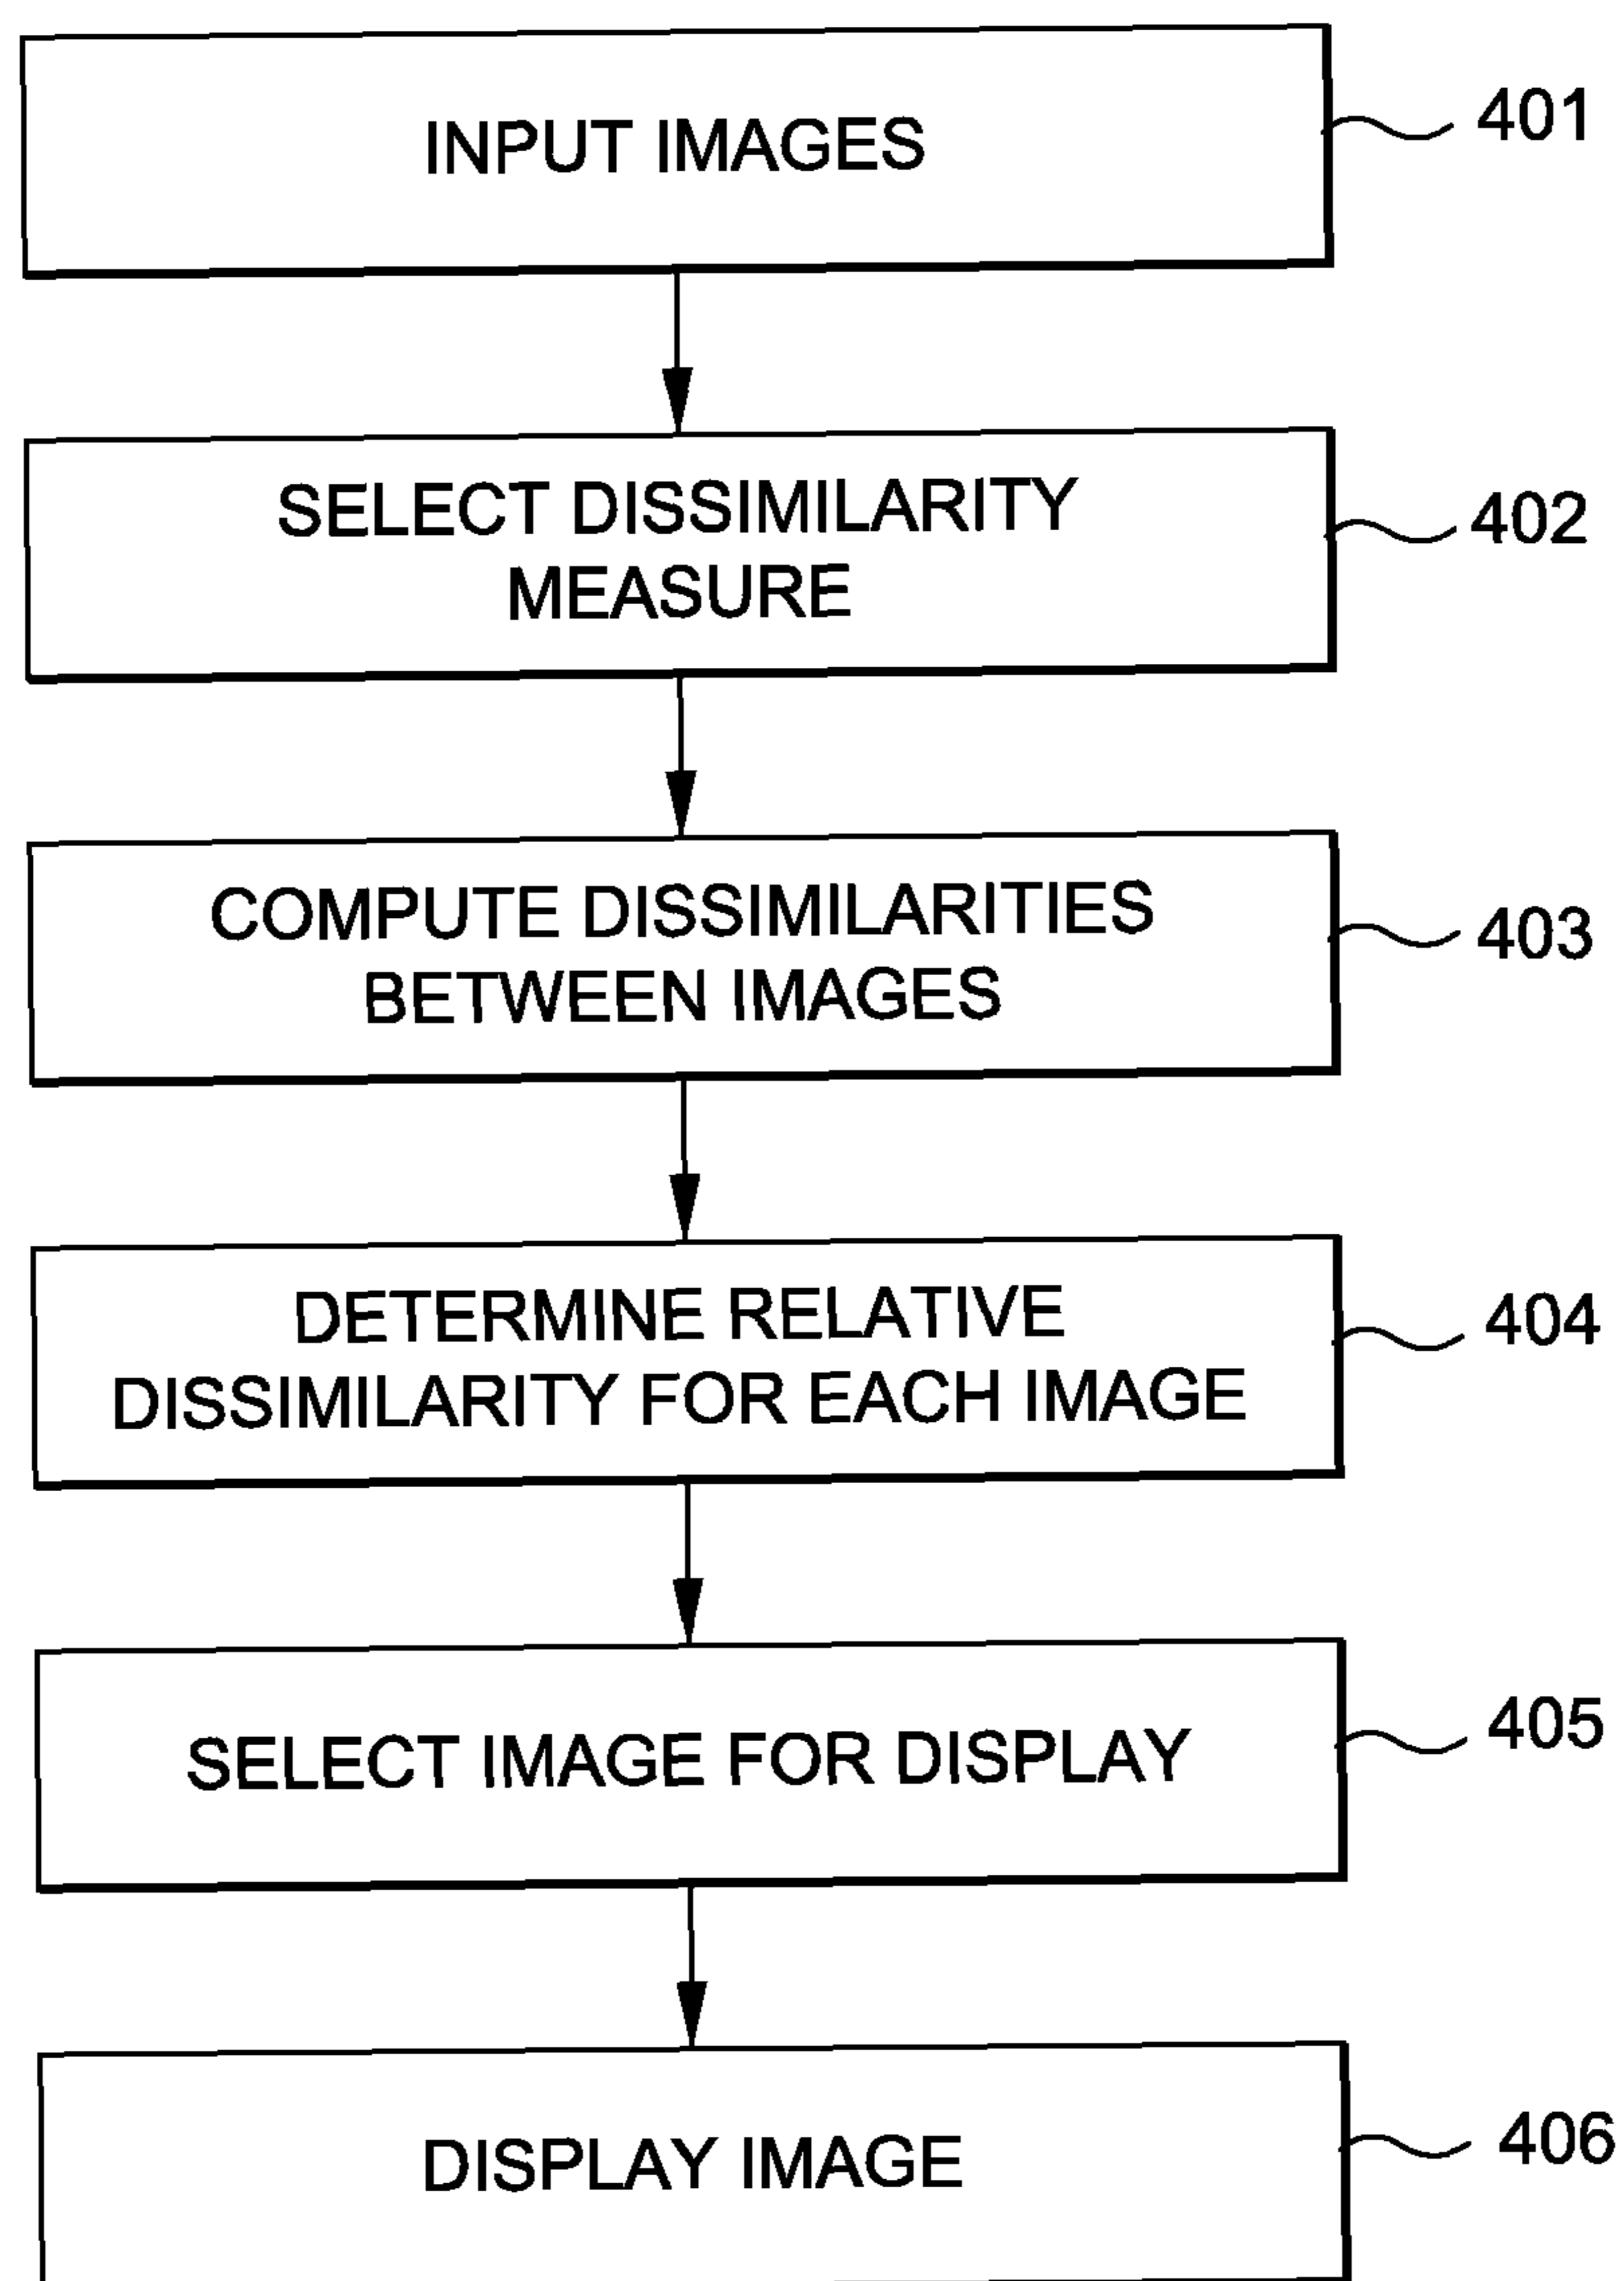 INPUT IMAGES
401
SELECT DISSIMILARITY
MEASURE
402
COMPUTE DISSIMILARITIES
BETWEEN IMAGES
403
DETERMINE RELATIVE
DISSIMILARITY FOR EACH IMAGE
404
SELECT IMAGE FOR DISPLAY
405
DISPLAY IMAGE
406